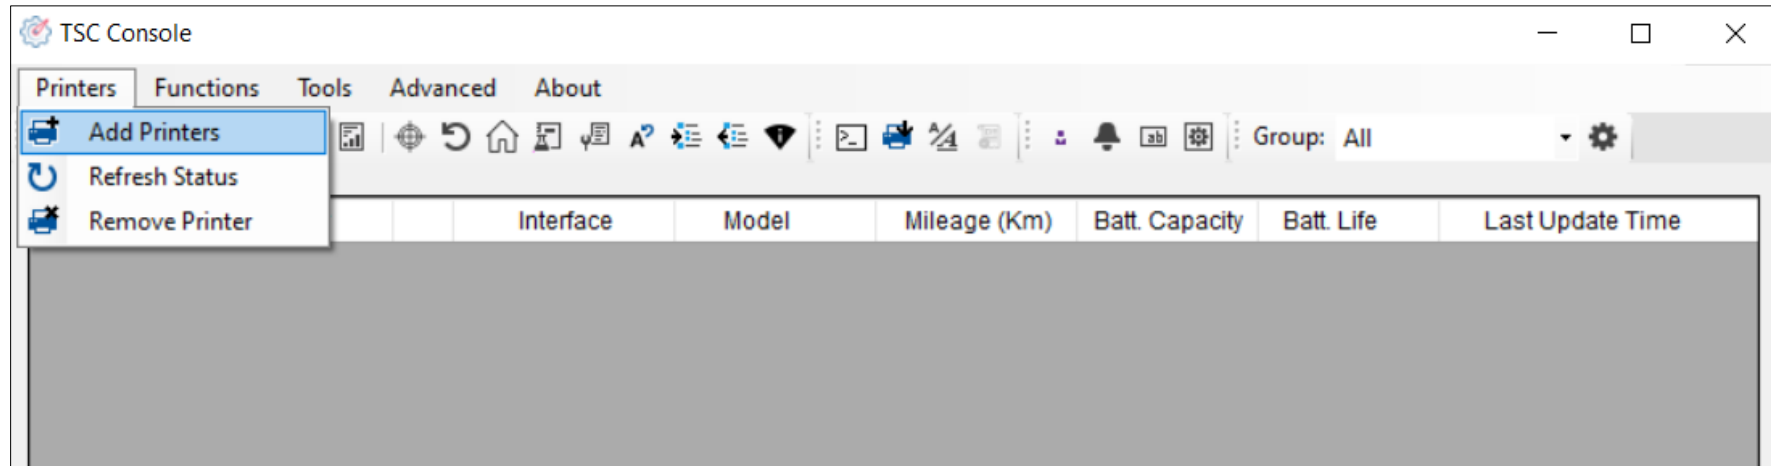 TSC Console
Printers Functions Tools Advanced About
Add Printers
Group: All
Refresh Status
Remove Printer
Interface Model Mileage (Km) Batt. Capacity Batt. Life Last Update Time